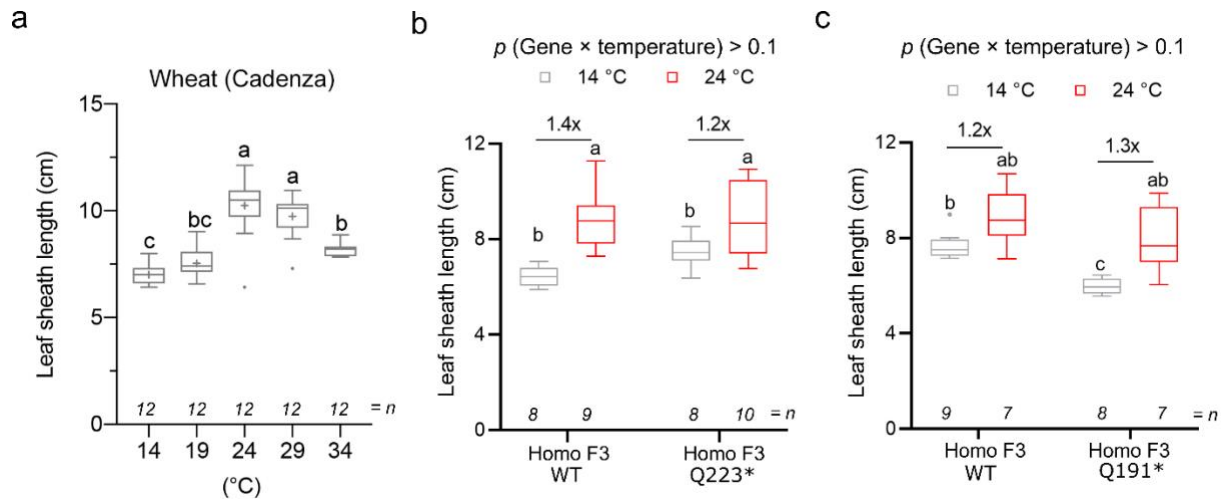 a
Wheat (Cadenza)
Leaf sheath length (cm)
15
10
5
0
c
bc
a
a
b
12 12 12 12 12 = n
14 19 24 29 34
(°C)
b
p (Gene × temperature) > 0.1
14 °C 24 °C
Leaf sheath length (cm)
12
8
4
0
1.4x
1.2x
b
a
b
a
8 9 8 10 = n
Homo F3 Homo F3
WT Q223*
c
p (Gene × temperature) > 0.1
14 °C 24 °C
Leaf sheath length (cm)
12
8
4
0
1.2x
1.3x
b
ab
c
ab
9 7 8 7 = n
Homo F3 Homo F3
WT Q191*